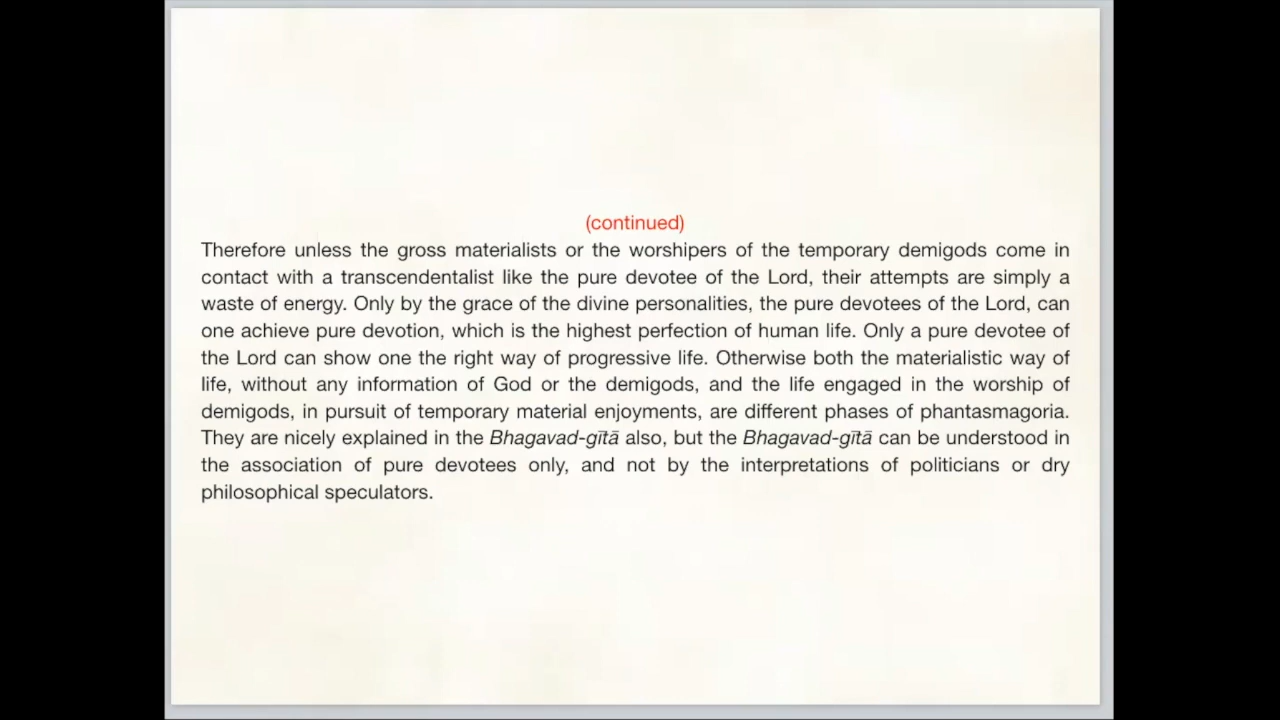 (continued)
Therefore unless the gross materialists or the worshipers of the temporary demigods come in
contact with a transcendentalist like the pure devotee of the Lord, their attempts are simply a
waste of energy. Only by the grace of the divine personalities, the pure devotees of the Lord, can
one achieve pure devotion, which is the highest perfection of human life. Only a pure devotee of
the Lord can show one the right way of progressive life. Otherwise both the materialistic way of
life, without any information of God or the demigods, and the life engaged in the worship of
demigods, in pursuit of temporary material enjoyments, are different phases of phantasmagoria.
They are nicely explained in the Bhagavad-gītā also, but the Bhagavad-gītā can be understood in
the association of pure devotees only, and not by the interpretations of politicians or dry
philosophical speculators.